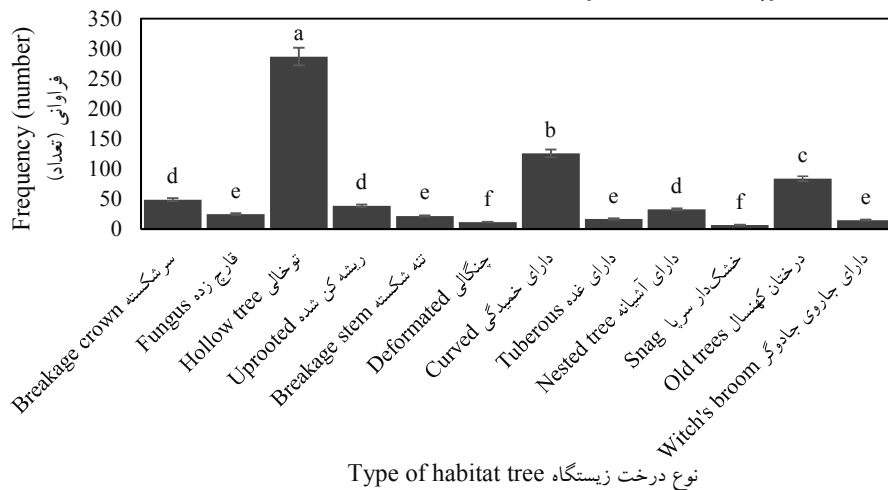 350
300
250
200
150
100
50
0
Frequency (number)
فراوانی (تعداد)
a
b
c
d
e
d
e
f
e
d
f
e
سرشکسته Breakage crown
قارچ زده Fungus
توخالی Hollow tree
ریشه کن شده Uprooted
تنه شکسته Breakage stem
چنگالی Deformated
دارای خمیدگی Curved
دارای غده Tuberous
دارای آشیانه Nested tree
خشک‌دار سرپا Snag
درختان کهنسال Old trees
دارای جاروی جادوگر Witch's broom
نوع درخت زیستگاه Type of habitat tree